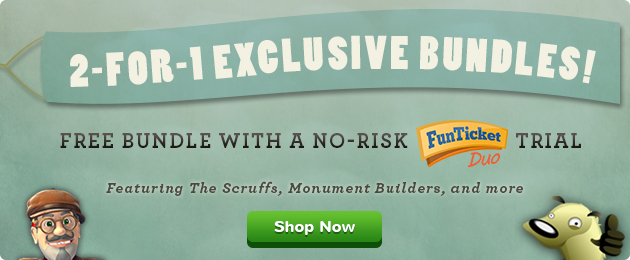 2-FOR-1 EXCLUSIVE BUNDLES!
FREE BUNDLE WITH A NO-RISK FunTicket Duo TRIAL
Featuring The Scruffs, Monument Builders, and more
Shop Now